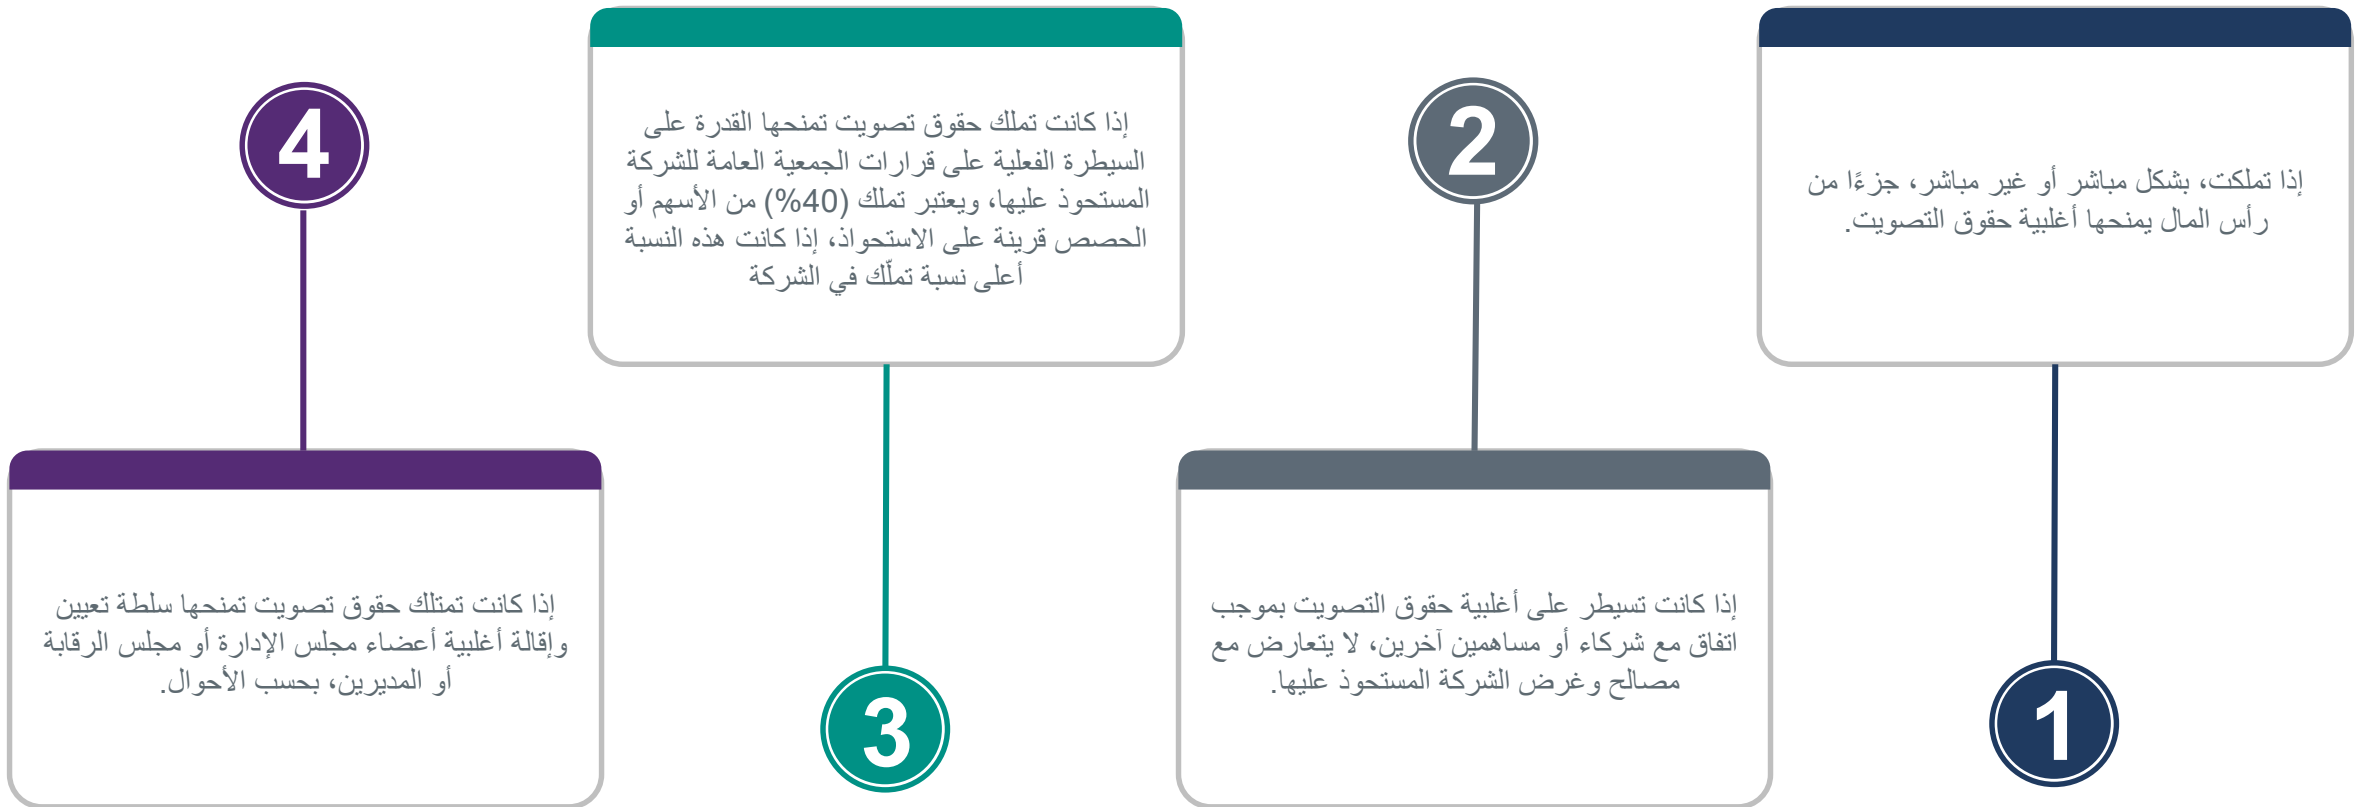 1
إذا تملكت، بشكل مباشر أو غير مباشر، جزءًا من
رأس المال يمنحها أغلبية حقوق التصويت.
2
إذا كانت تسيطر على أغلبية حقوق التصويت بموجب
اتفاق مع شركاء أو مساهمين آخرين، لا يتعارض مع
مصالح وغرض الشركة المستحوذ عليها.
3
إذا كانت تملك حقوق تصويت تمنحها القدرة على
السيطرة الفعلية على قرارات الجمعية العامة للشركة
المستحوذ عليها، ويعتبر تملك (40%) من الأسهم أو
الحصص قرينة على الاستحواذ، إذا كانت هذه النسبة
أعلى نسبة تملّك في الشركة
4
إذا كانت تمتلك حقوق تصويت تمنحها سلطة تعيين
وإقالة أغلبية أعضاء مجلس الإدارة أو مجلس الرقابة
أو المديرين، بحسب الأحوال.